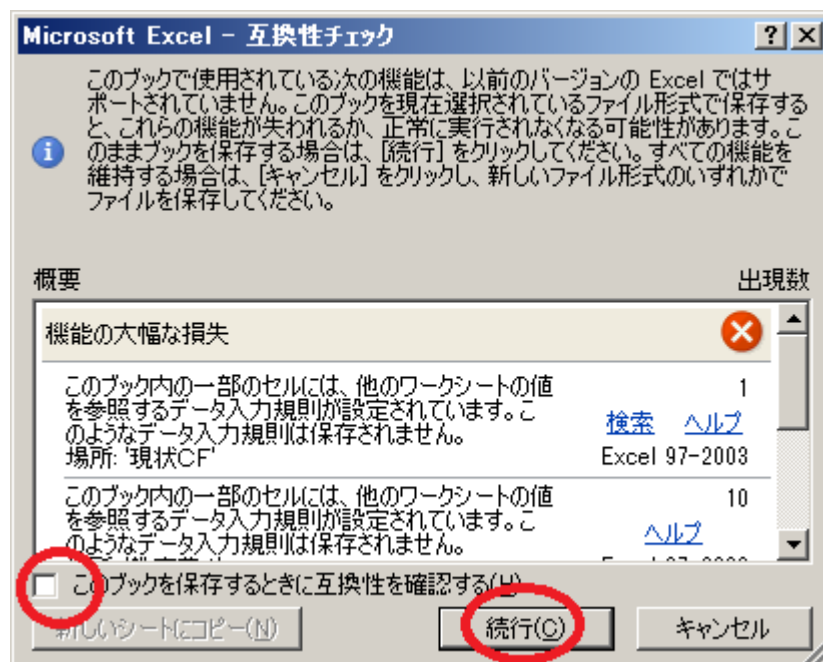 Microsoft Excel - 互換性チェック
このブックで使用されている次の機能は、以前のバージョンの Excel ではサ
ポートされていません。このブックを現在選択されているファイル形式で保存する
と、これらの機能が失われるか、正常に実行されなくなる可能性があります。こ
のままブックを保存する場合は、[続行] をクリックしてください。すべての機能を
維持する場合は、[キャンセル] をクリックし、新しいファイル形式のいずれかで
ファイルを保存してください。
概要 出現数
機能の大幅な損失
このブック内の一部のセルには、他のワークシートの値 1
を参照するデータ入力規則が設定されています。こ 検索 ヘルプ
のようなデータ入力規則は保存されません。
場所: '現状CF' Excel 97-2003
このブック内の一部のセルには、他のワークシートの値 10
を参照するデータ入力規則が設定されています。こ ヘルプ
のようなデータ入力規則は保存されません。
このブックを保存するときに互換性を確認する(H)
新しいシートにコピー(N) 続行(C) キャンセル